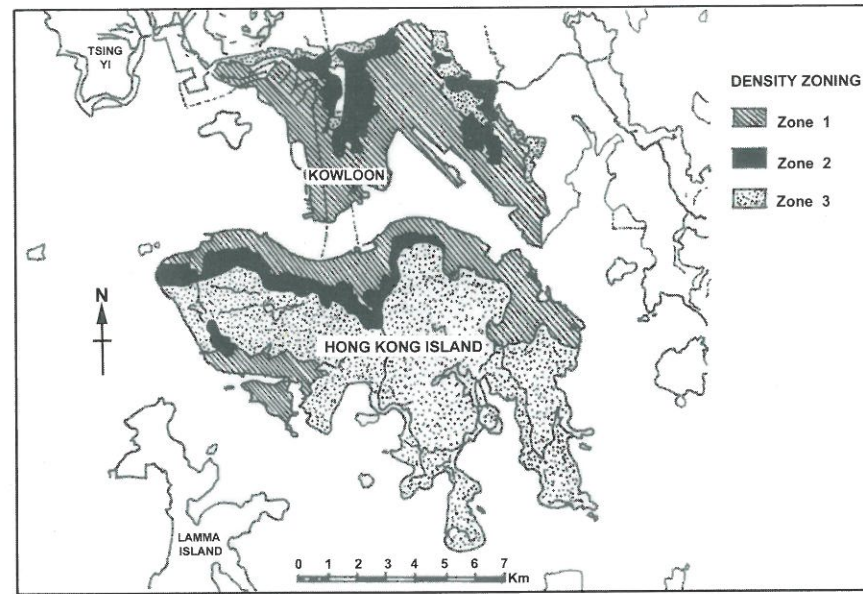 TSING
YI
KOWLOON
N
HONG KONG ISLAND
LAMMA
ISLAND
0 1 2 3 4 5 6 7
Km
DENSITY ZONING
Zone 1
Zone 2
Zone 3